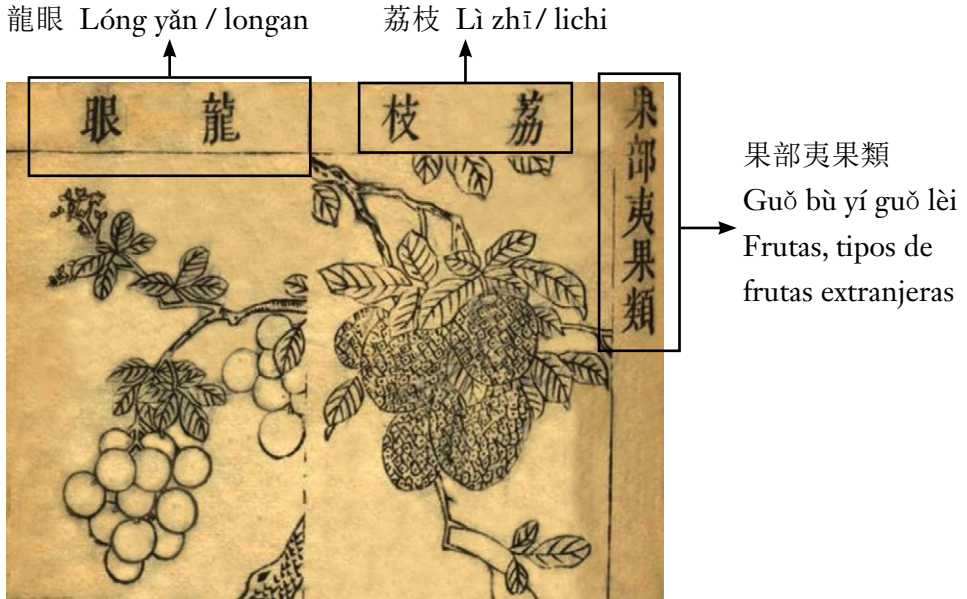 龍眼 Lóng yǎn / longan
荔枝 Lì zhī/ lichi
眼 龍
枝 荔
果部夷果類
果部夷果類
Guǒ bù yí guǒ lèi
Frutas, tipos de
frutas extranjeras